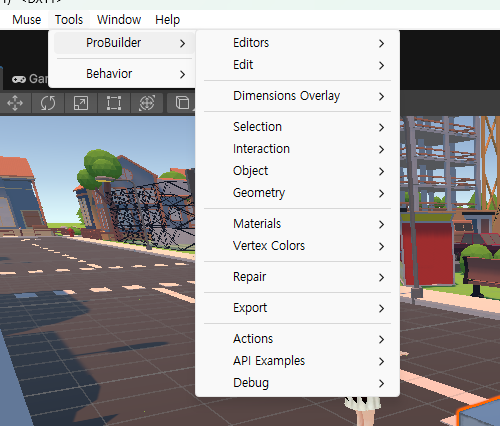 Muse Tools Window Help
ProBuilder
Behavior
Editors
Edit
Dimensions Overlay
Selection
Interaction
Object
Geometry
Materials
Vertex Colors
Repair
Export
Actions
API Examples
Debug